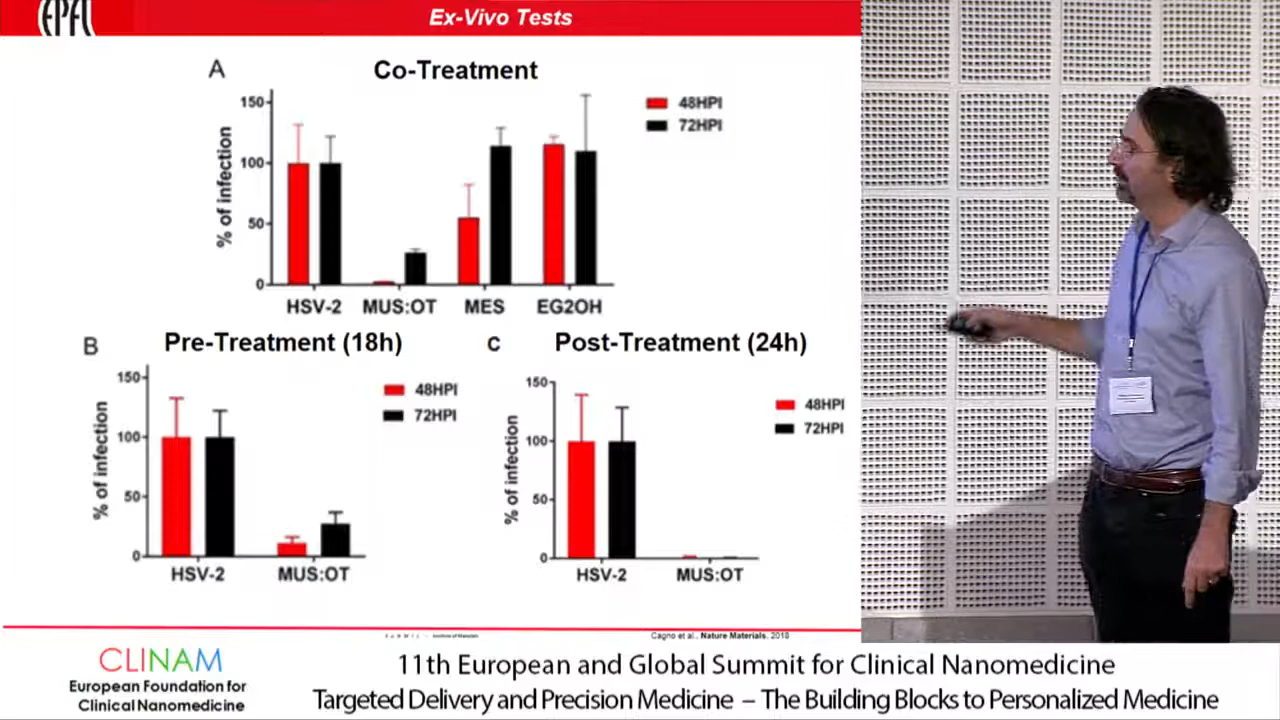 EPFL
Ex-Vivo Tests
A
Co-Treatment
150
100
50
0
% of infection
48HPI
72HPI
HSV-2
MUS:OT
MES
EG2OH
B
Pre-Treatment (18h)
150
100
50
0
% of infection
48HPI
72HPI
HSV-2
MUS:OT
C
Post-Treatment (24h)
150
100
50
0
% of infection
48HPI
72HPI
HSV-2
MUS:OT
Cagno et al., Nature Materials. 2018
CLINAM
European Foundation for
Clinical Nanomedicine
11th European and Global Summit for Clinical Nanomedicine
Targeted Delivery and Precision Medicine – The Building Blocks to Personalized Medicine